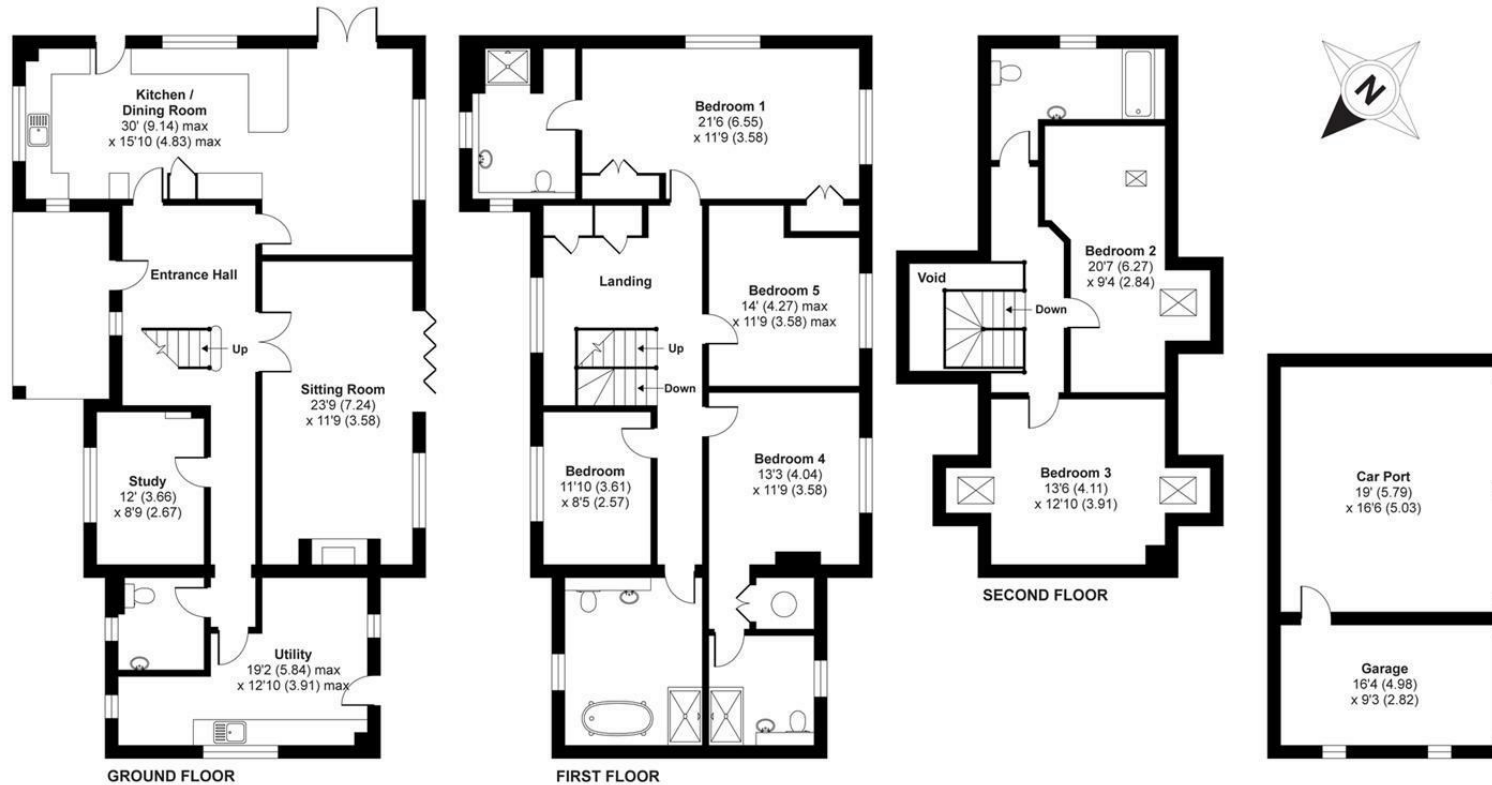 Kitchen /
Dining Room
30' (9.14) max
x 15'10 (4.83) max
Entrance Hall
Up
Sitting Room
23'9 (7.24)
x 11'9 (3.58)
Study
12' (3.66)
x 8'9 (2.67)
Utility
19'2 (5.84) max
x 12'10 (3.91) max
GROUND FLOOR
Bedroom 1
21'6 (6.55)
x 11'9 (3.58)
Landing
Bedroom 5
14' (4.27) max
x 11'9 (3.58) max
Up
Down
Bedroom
11'10 (3.61)
x 8'5 (2.57)
Bedroom 4
13'3 (4.04)
x 11'9 (3.58)
FIRST FLOOR
Bedroom 2
20'7 (6.27)
x 9'4 (2.84)
Void
Down
Bedroom 3
13'6 (4.11)
x 12'10 (3.91)
SECOND FLOOR
N
Car Port
19' (5.79)
x 16'6 (5.03)
Garage
16'4 (4.98)
x 9'3 (2.82)